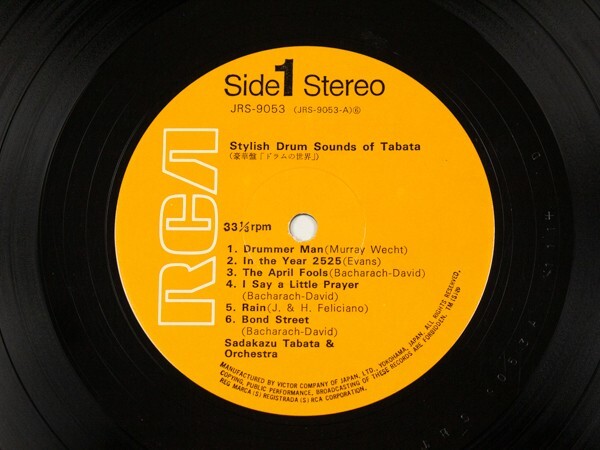 Side 1 Stereo
JRS-9053 (JRS-9053-A)⑥
RCA
Stylish Drum Sounds of Tabata
(豪華盤「ドラムの世界」)
33⅓rpm
1. Drummer Man(Murray Wecht)
2. In the Year 2525(Evans)
3. The April Fools(Bacharach-David)
4. I Say a Little Prayer
(Bacharach-David)
5. Rain(J. & H. Feliciano)
6. Bond Street
(Bacharach-David)
Sadakazu Tabata &
Orchestra
MANUFACTURED BY VICTOR COMPANY OF JAPAN, LTD., YOKOHAMA, JAPAN. ALL RIGHTS RESERVED.
COPYING, PUBLIC PERFORMANCE, BROADCASTING OF THESE RECORDS ARE FORBIDDEN.
REG MARCA(S) REGISTRADA(S) RCA CORPORATION.